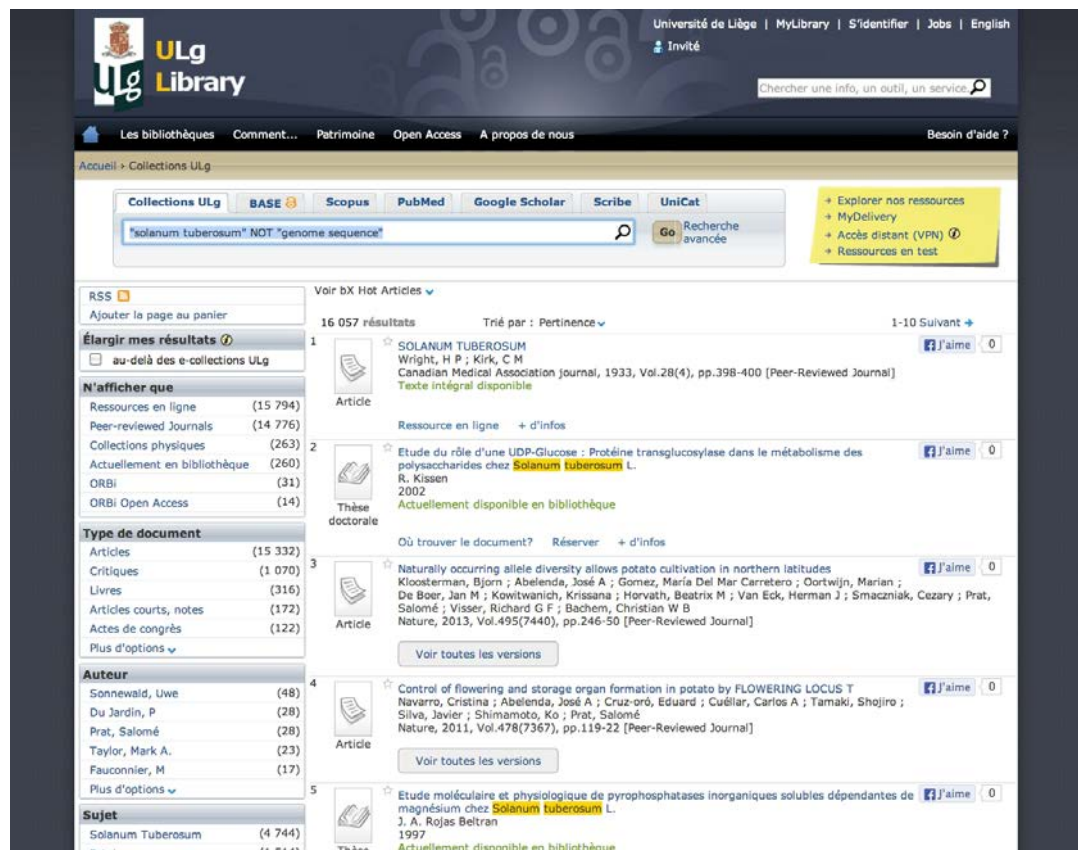 Université de Liège | MyLibrary | S'identifier | Jobs | English
Invité
ULg
ULg
Library
Chercher une info, un outil, un service
Les bibliothèques Comment... Patrimoine Open Access A propos de nous Besoin d'aide ?
Accueil › Collections ULg
Collections ULg BASE Scopus PubMed Google Scholar Scribe UniCat
"solanum tuberosum" NOT "genome sequence"
Go Recherche avancée
Explorer nos ressources
MyDelivery
Accès distant (VPN)
Ressources en test
RSS
Ajouter la page au panier
Élargir mes résultats
au-delà des e-collections ULg
N'afficher que
Ressources en ligne (15 794)
Peer-reviewed Journals (14 776)
Collections physiques (263)
Actuellement en bibliothèque (260)
ORBi (31)
ORBi Open Access (14)
Type de document
Articles (15 332)
Critiques (1 070)
Livres (316)
Articles courts, notes (172)
Actes de congrès (122)
Plus d'options
Auteur
Sonnewald, Uwe (48)
Du Jardin, P (28)
Prat, Salomé (28)
Taylor, Mark A. (23)
Fauconnier, M (17)
Plus d'options
Sujet
Solanum Tuberosum (4 744)
Voir bX Hot Articles
16 057 résultats Trié par : Pertinence 1-10 Suivant
1 SOLANUM TUBEROSUM J'aime 0
Wright, H P ; Kirk, C M
Canadian Medical Association journal, 1933, Vol.28(4), pp.398-400 [Peer-Reviewed Journal]
Texte intégral disponible
Article
Ressource en ligne + d'infos
2 Etude du rôle d'une UDP-Glucose : Protéine transglucosylase dans le métabolisme des J'aime 0
polysaccharides chez Solanum tuberosum L.
R. Kissen
2002
Actuellement disponible en bibliothèque
Thèse
doctorale
Où trouver le document? Réserver + d'infos
3 Naturally occurring allele diversity allows potato cultivation in northern latitudes J'aime 0
Kloosterman, Bjorn ; Abelenda, José A ; Gomez, María Del Mar Carretero ; Oortwijn, Marian ;
De Boer, Jan M ; Kowitwanich, Krissana ; Horvath, Beatrix M ; Van Eck, Herman J ; Smaczniak, Cezary ; Prat,
Salomé ; Visser, Richard G F ; Bachem, Christian W B
Nature, 2013, Vol.495(7440), pp.246-50 [Peer-Reviewed Journal]
Article
Voir toutes les versions
4 Control of flowering and storage organ formation in potato by FLOWERING LOCUS T J'aime 0
Navarro, Cristina ; Abelenda, José A ; Cruz-oró, Eduard ; Cuéllar, Carlos A ; Tamaki, Shojiro ;
Silva, Javier ; Shimamoto, Ko ; Prat, Salomé
Nature, 2011, Vol.478(7367), pp.119-22 [Peer-Reviewed Journal]
Article
Voir toutes les versions
5 Etude moléculaire et physiologique de pyrophosphatases inorganiques solubles dépendantes de J'aime 0
magnésium chez Solanum tuberosum L.
J. A. Rojas Beltran
1997
Actuellement disponible en bibliothèque
Thèse